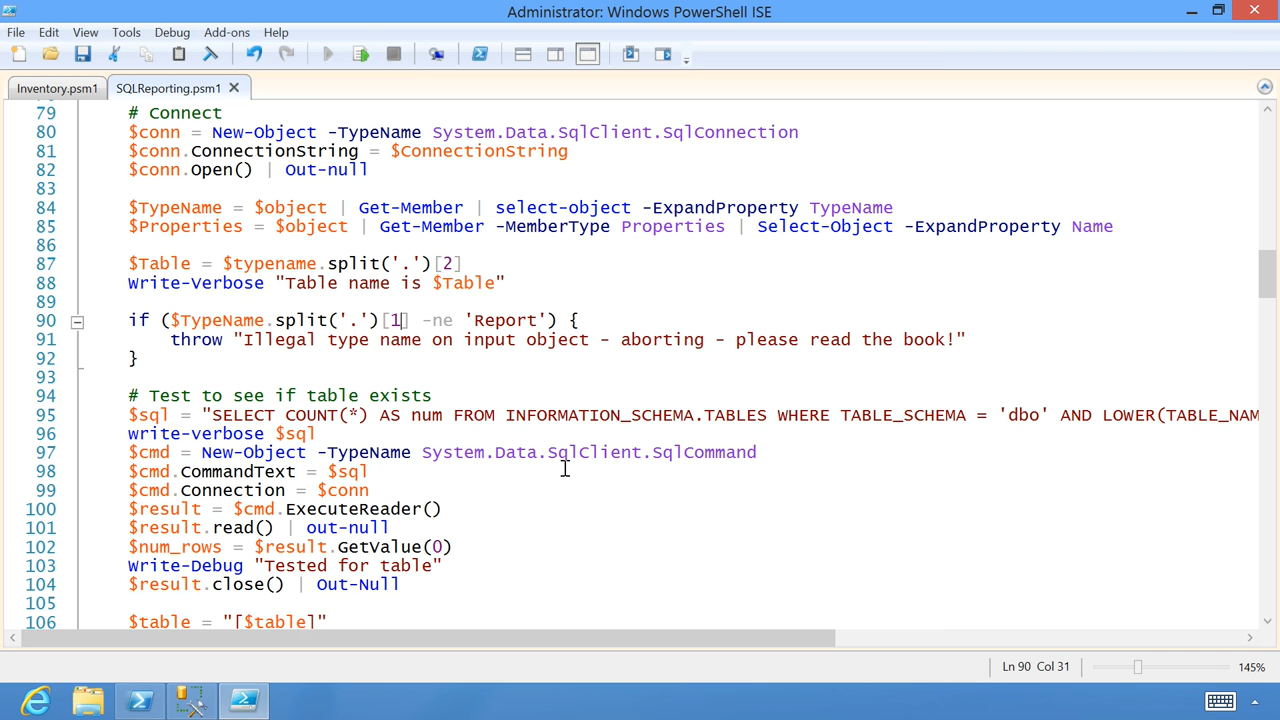 Administrator: Windows PowerShell ISE
File Edit View Tools Debug Add-ons Help
Inventory.psm1 SQLReporting.psm1
79 # Connect
80 $conn = New-Object -TypeName System.Data.SqlClient.SqlConnection
81 $conn.ConnectionString = $ConnectionString
82 $conn.Open() | Out-null
83
84 $TypeName = $object | Get-Member | select-object -ExpandProperty TypeName
85 $Properties = $object | Get-Member -MemberType Properties | Select-Object -ExpandProperty Name
86
87 $Table = $typename.split('.')[2]
88 Write-Verbose "Table name is $Table"
89
90 if ($TypeName.split('.')[1] -ne 'Report') {
91 throw "Illegal type name on input object - aborting - please read the book!"
92 }
93
94 # Test to see if table exists
95 $sql = "SELECT COUNT(*) AS num FROM INFORMATION_SCHEMA.TABLES WHERE TABLE_SCHEMA = 'dbo' AND LOWER(TABLE_NAM
96 write-verbose $sql
97 $cmd = New-Object -TypeName System.Data.SqlClient.SqlCommand
98 $cmd.CommandText = $sql
99 $cmd.Connection = $conn
100 $result = $cmd.ExecuteReader()
101 $result.read() | out-null
102 $num_rows = $result.GetValue(0)
103 Write-Debug "Tested for table"
104 $result.close() | Out-Null
105
106 $table = "[$table]"
Ln 90 Col 31 145%